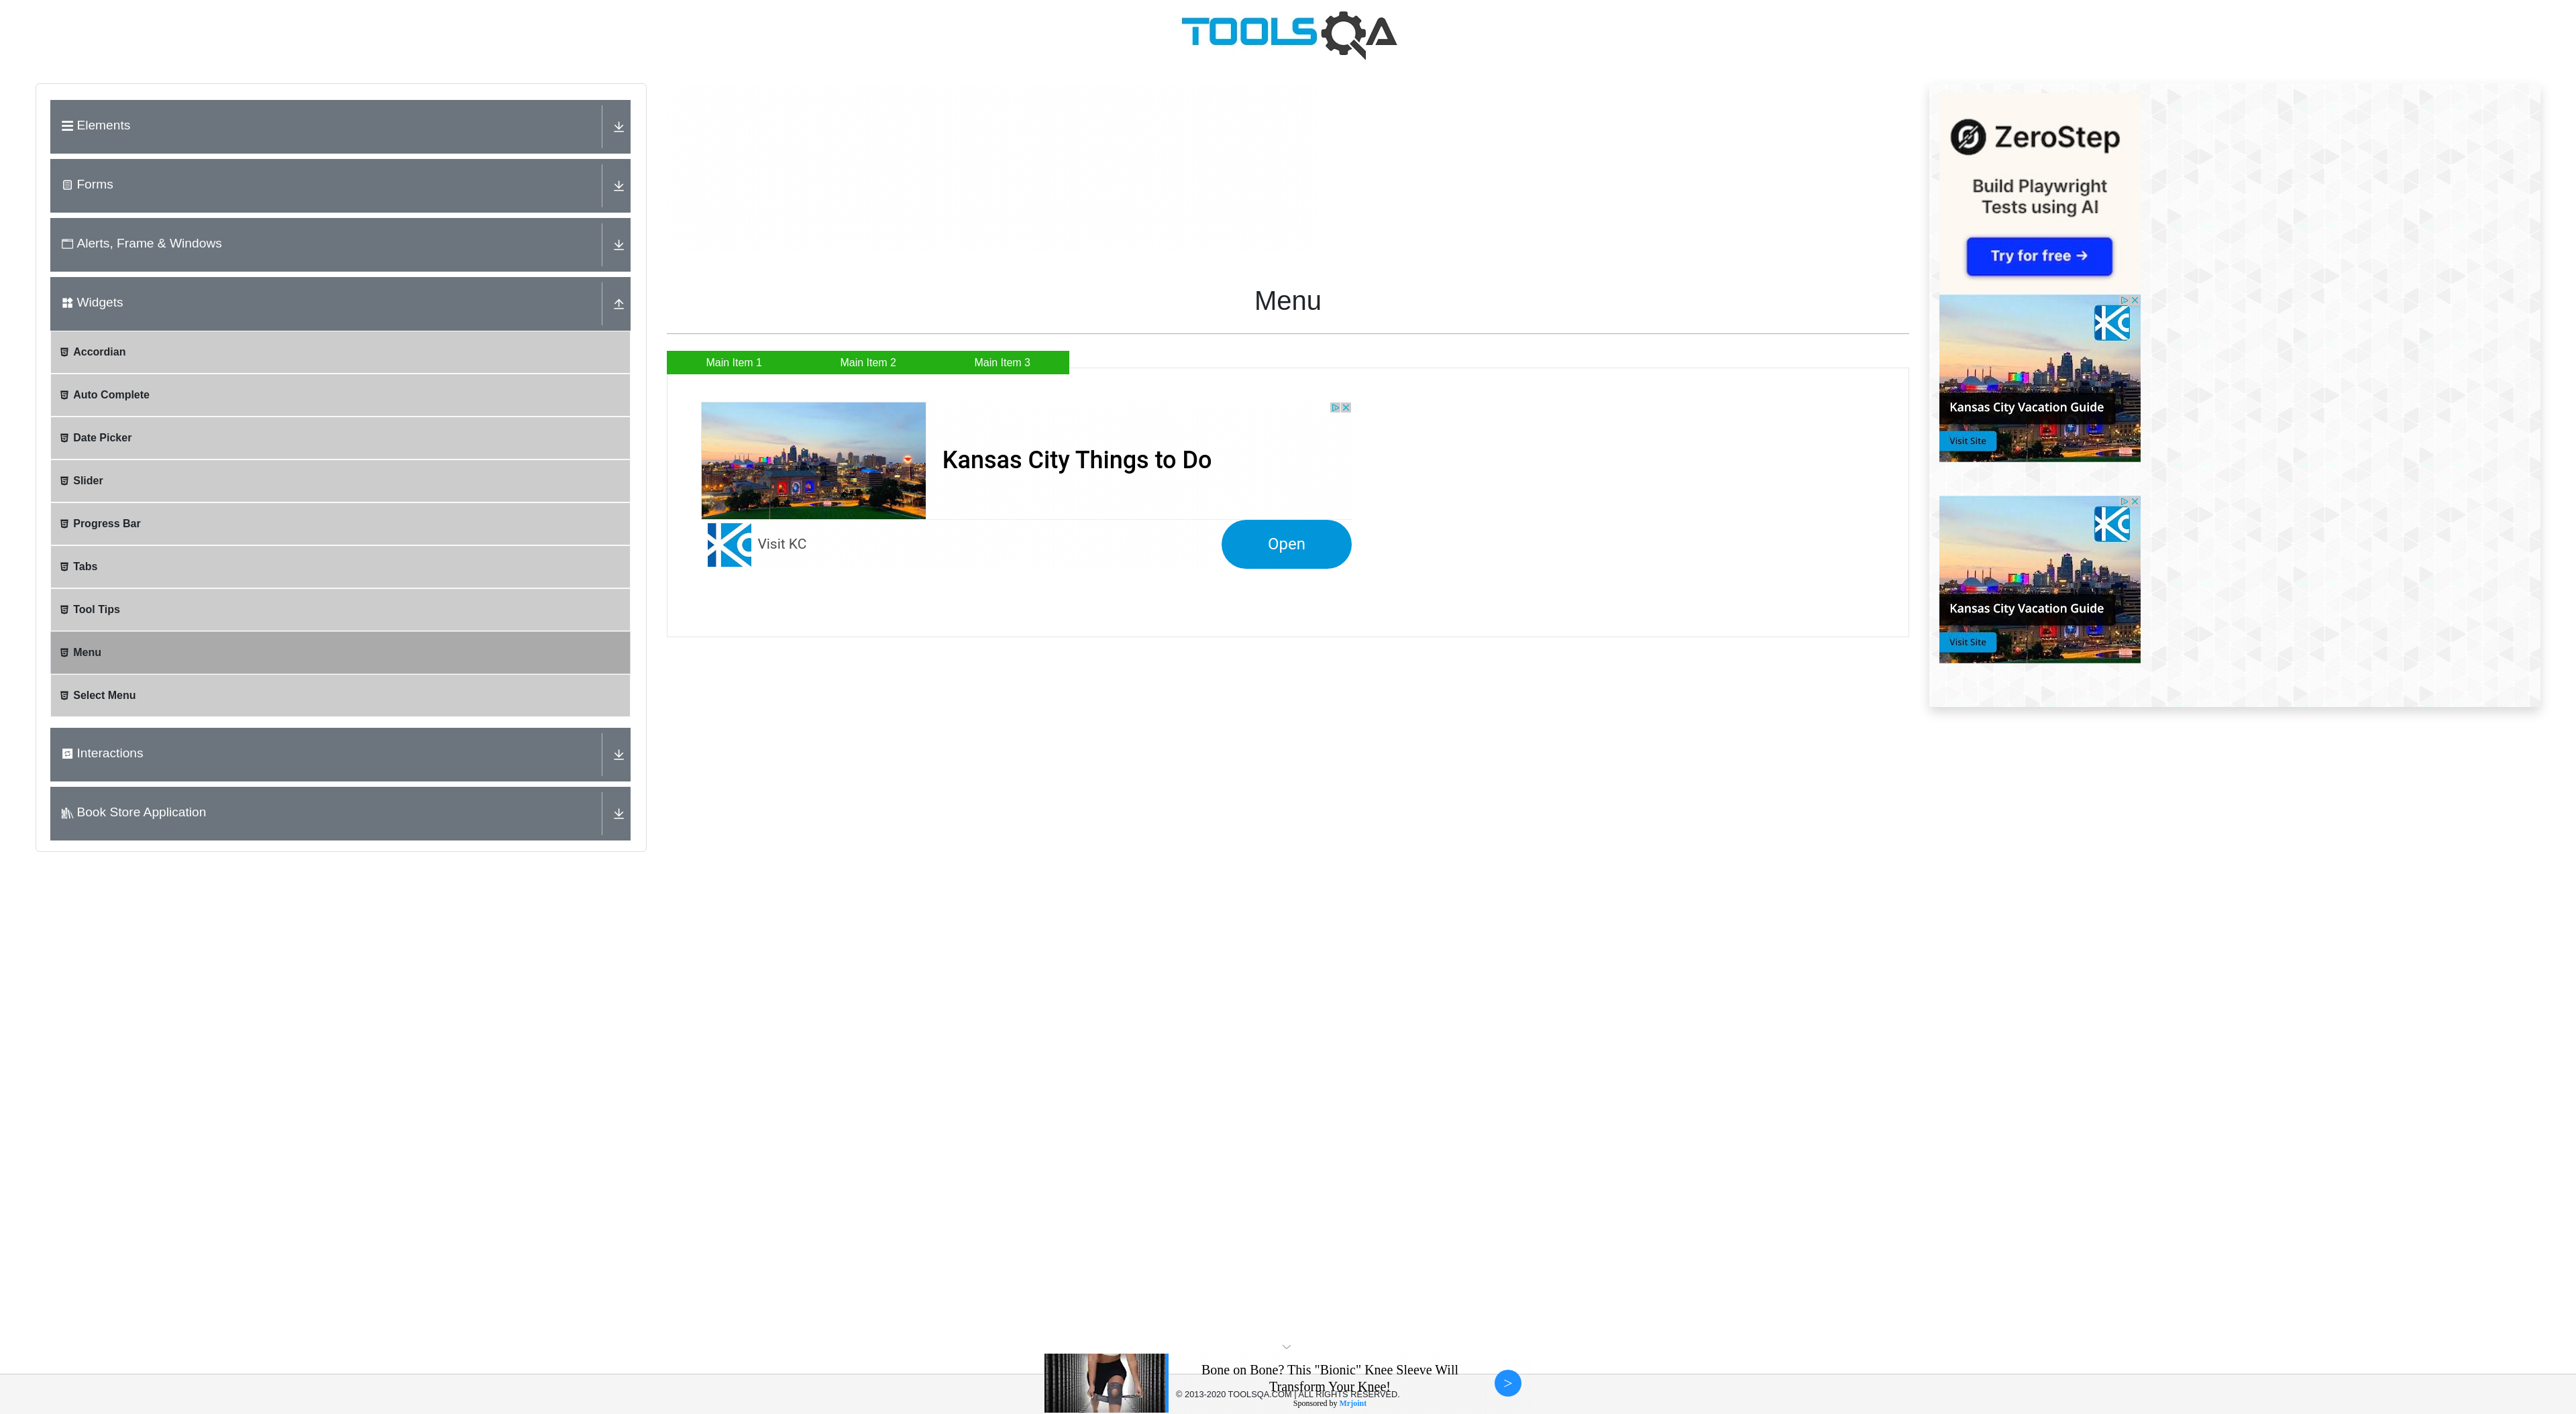 TOOLSQA
Elements
Forms
Alerts, Frame & Windows
Widgets
Accordian
Auto Complete
Date Picker
Slider
Progress Bar
Tabs
Tool Tips
Menu
Select Menu
Interactions
Book Store Application
Menu
Main Item 1
Main Item 2
Main Item 3
Kansas City Things to Do
KC
Visit KC
Open
ZeroStep
Build Playwright
Tests using AI
Try for free →
KC
Kansas City Vacation Guide
Visit Site
KC
Kansas City Vacation Guide
Visit Site
Bone on Bone? This "Bionic" Knee Sleeve Will
Transform Your Knee!
© 2013-2020 TOOLSQA.COM | ALL RIGHTS RESERVED.
Sponsored by Mrjoint
>